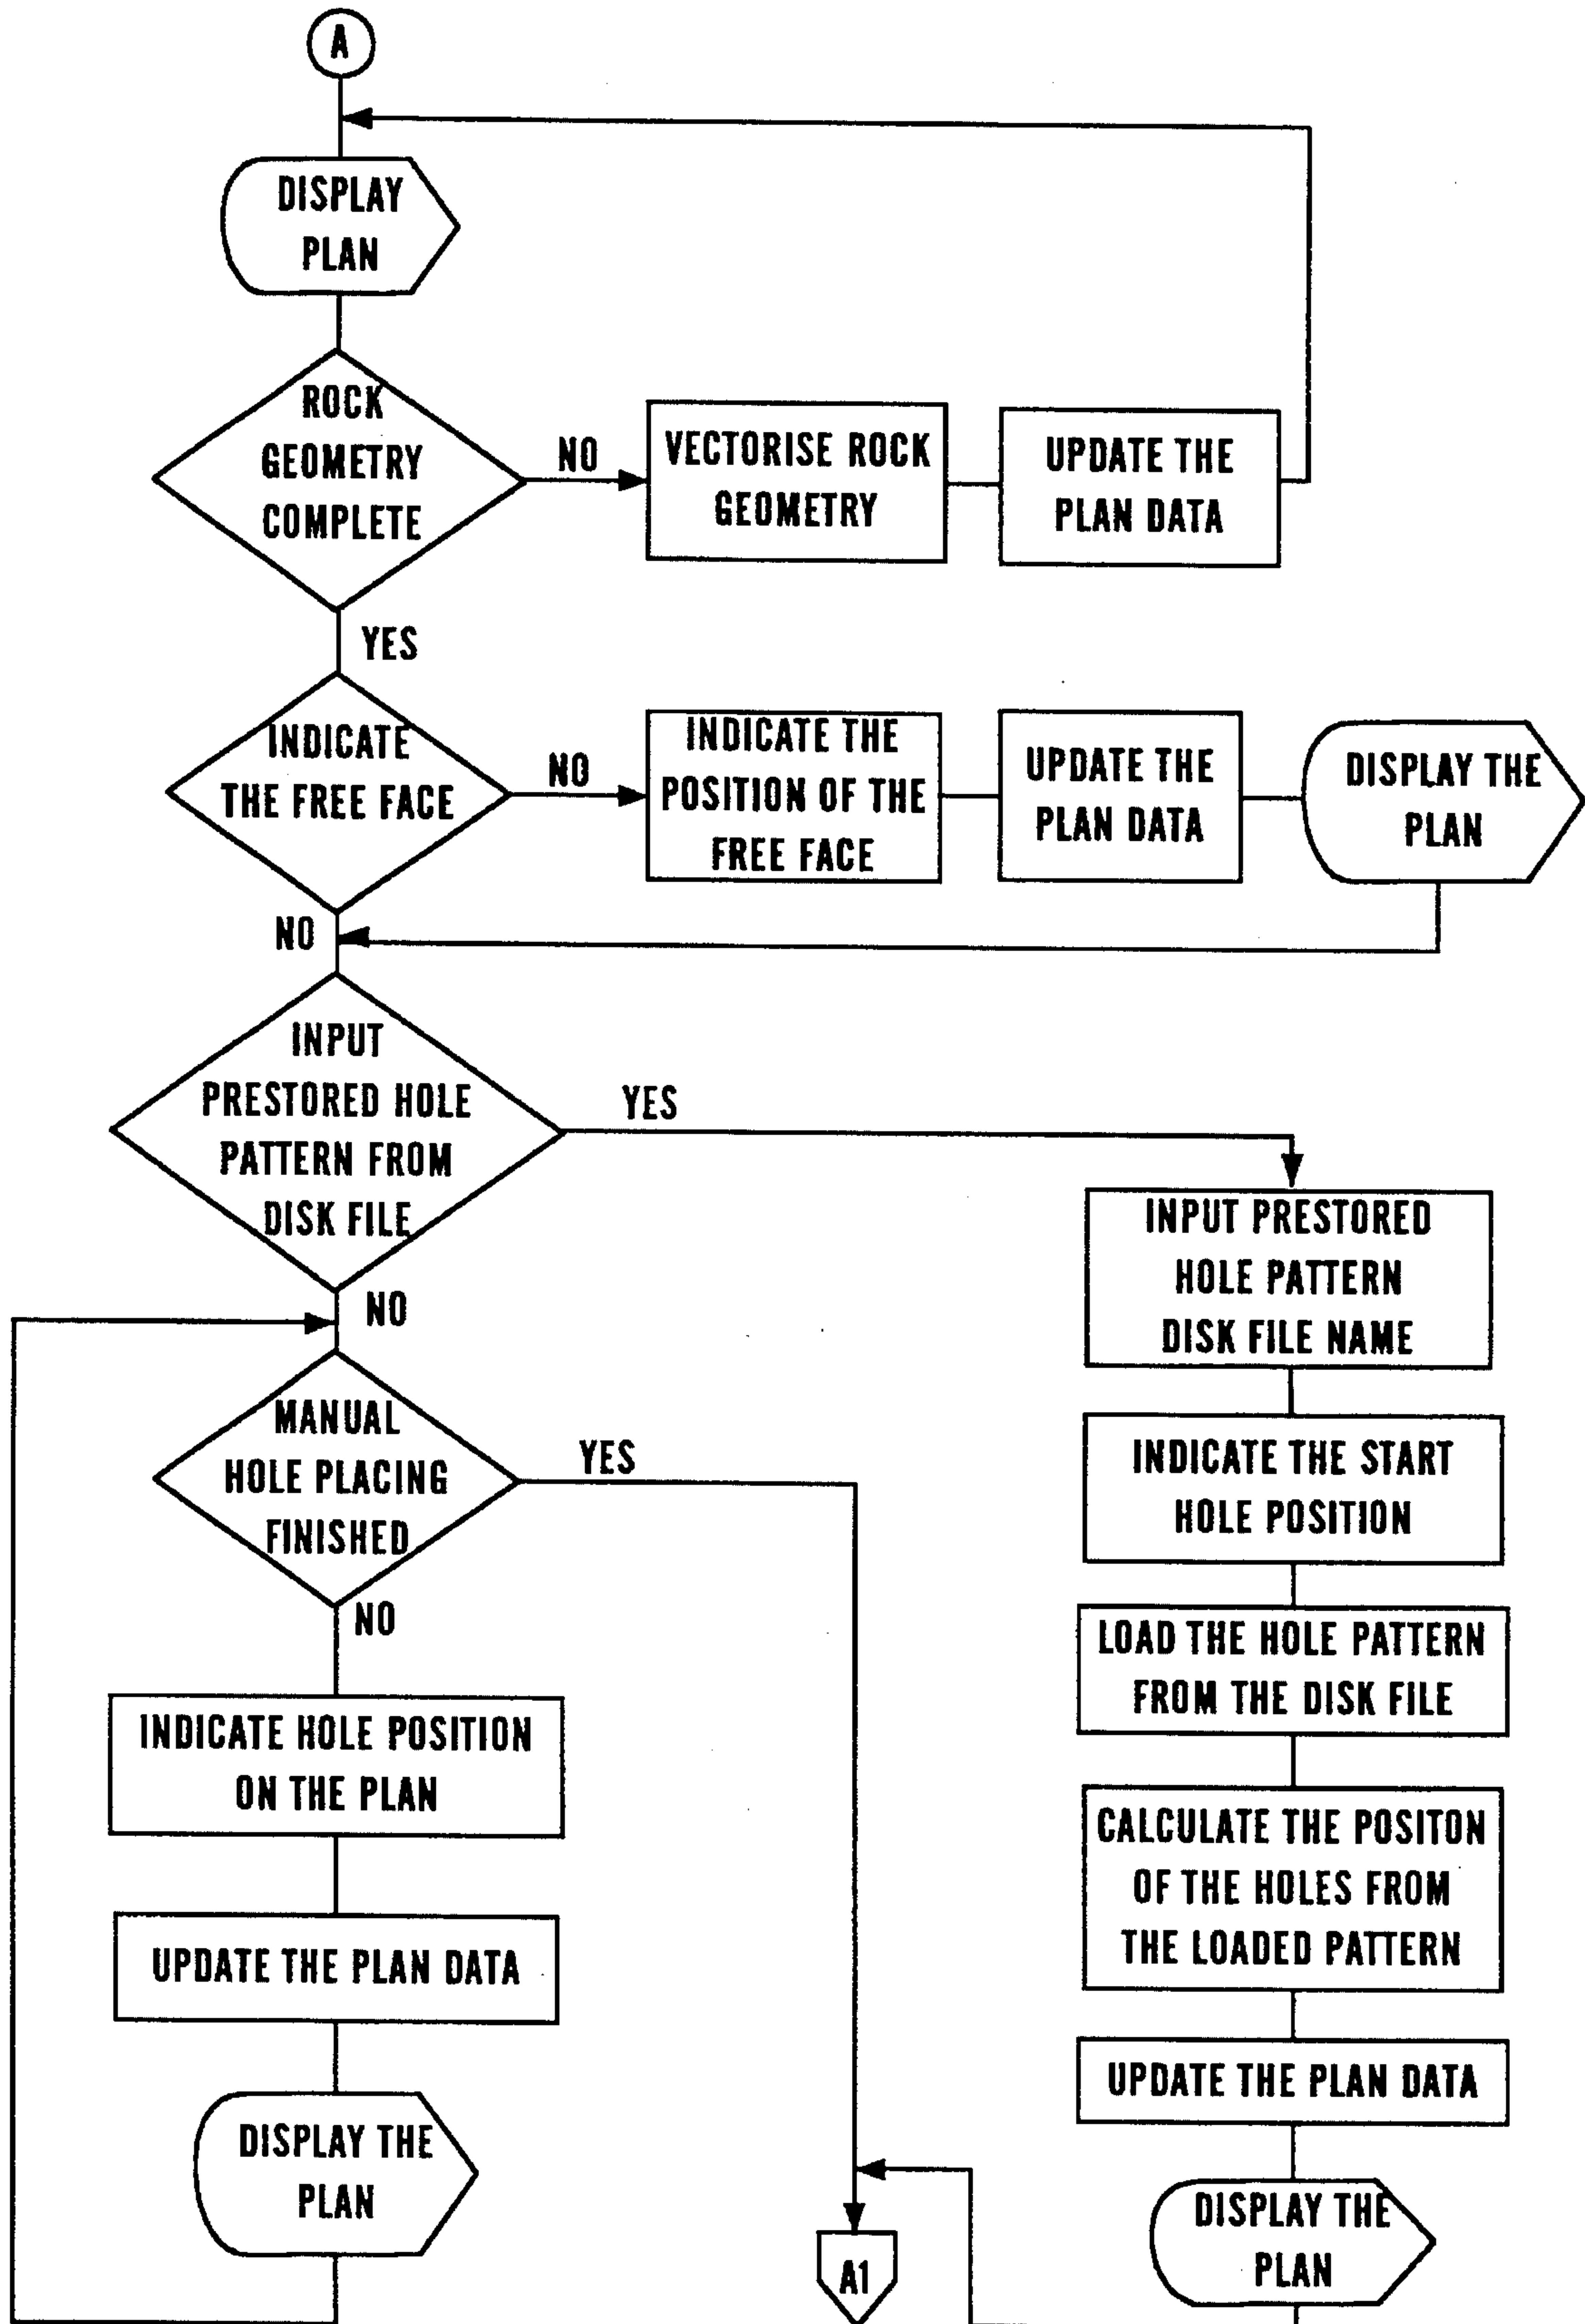 A
DISPLAY
PLAN
ROCK
GEOMETRY
COMPLETE
NO
VECTORISE ROCK
GEOMETRY
UPDATE THE
PLAN DATA
YES
INDICATE
THE FREE FACE
NO
INDICATE THE
POSITION OF THE
FREE FACE
UPDATE THE
PLAN DATA
DISPLAY THE
PLAN
NO
INPUT
PRESTORED HOLE
PATTERN FROM
DISK FILE
YES
NO
MANUAL
HOLE PLACING
FINISHED
YES
NO
INDICATE HOLE POSITION
ON THE PLAN
UPDATE THE PLAN DATA
DISPLAY THE
PLAN
INPUT PRESTORED
HOLE PATTERN
DISK FILE NAME
INDICATE THE START
HOLE POSITION
LOAD THE HOLE PATTERN
FROM THE DISK FILE
CALCULATE THE POSITON
OF THE HOLES FROM
THE LOADED PATTERN
UPDATE THE PLAN DATA
DISPLAY THE
PLAN
A1